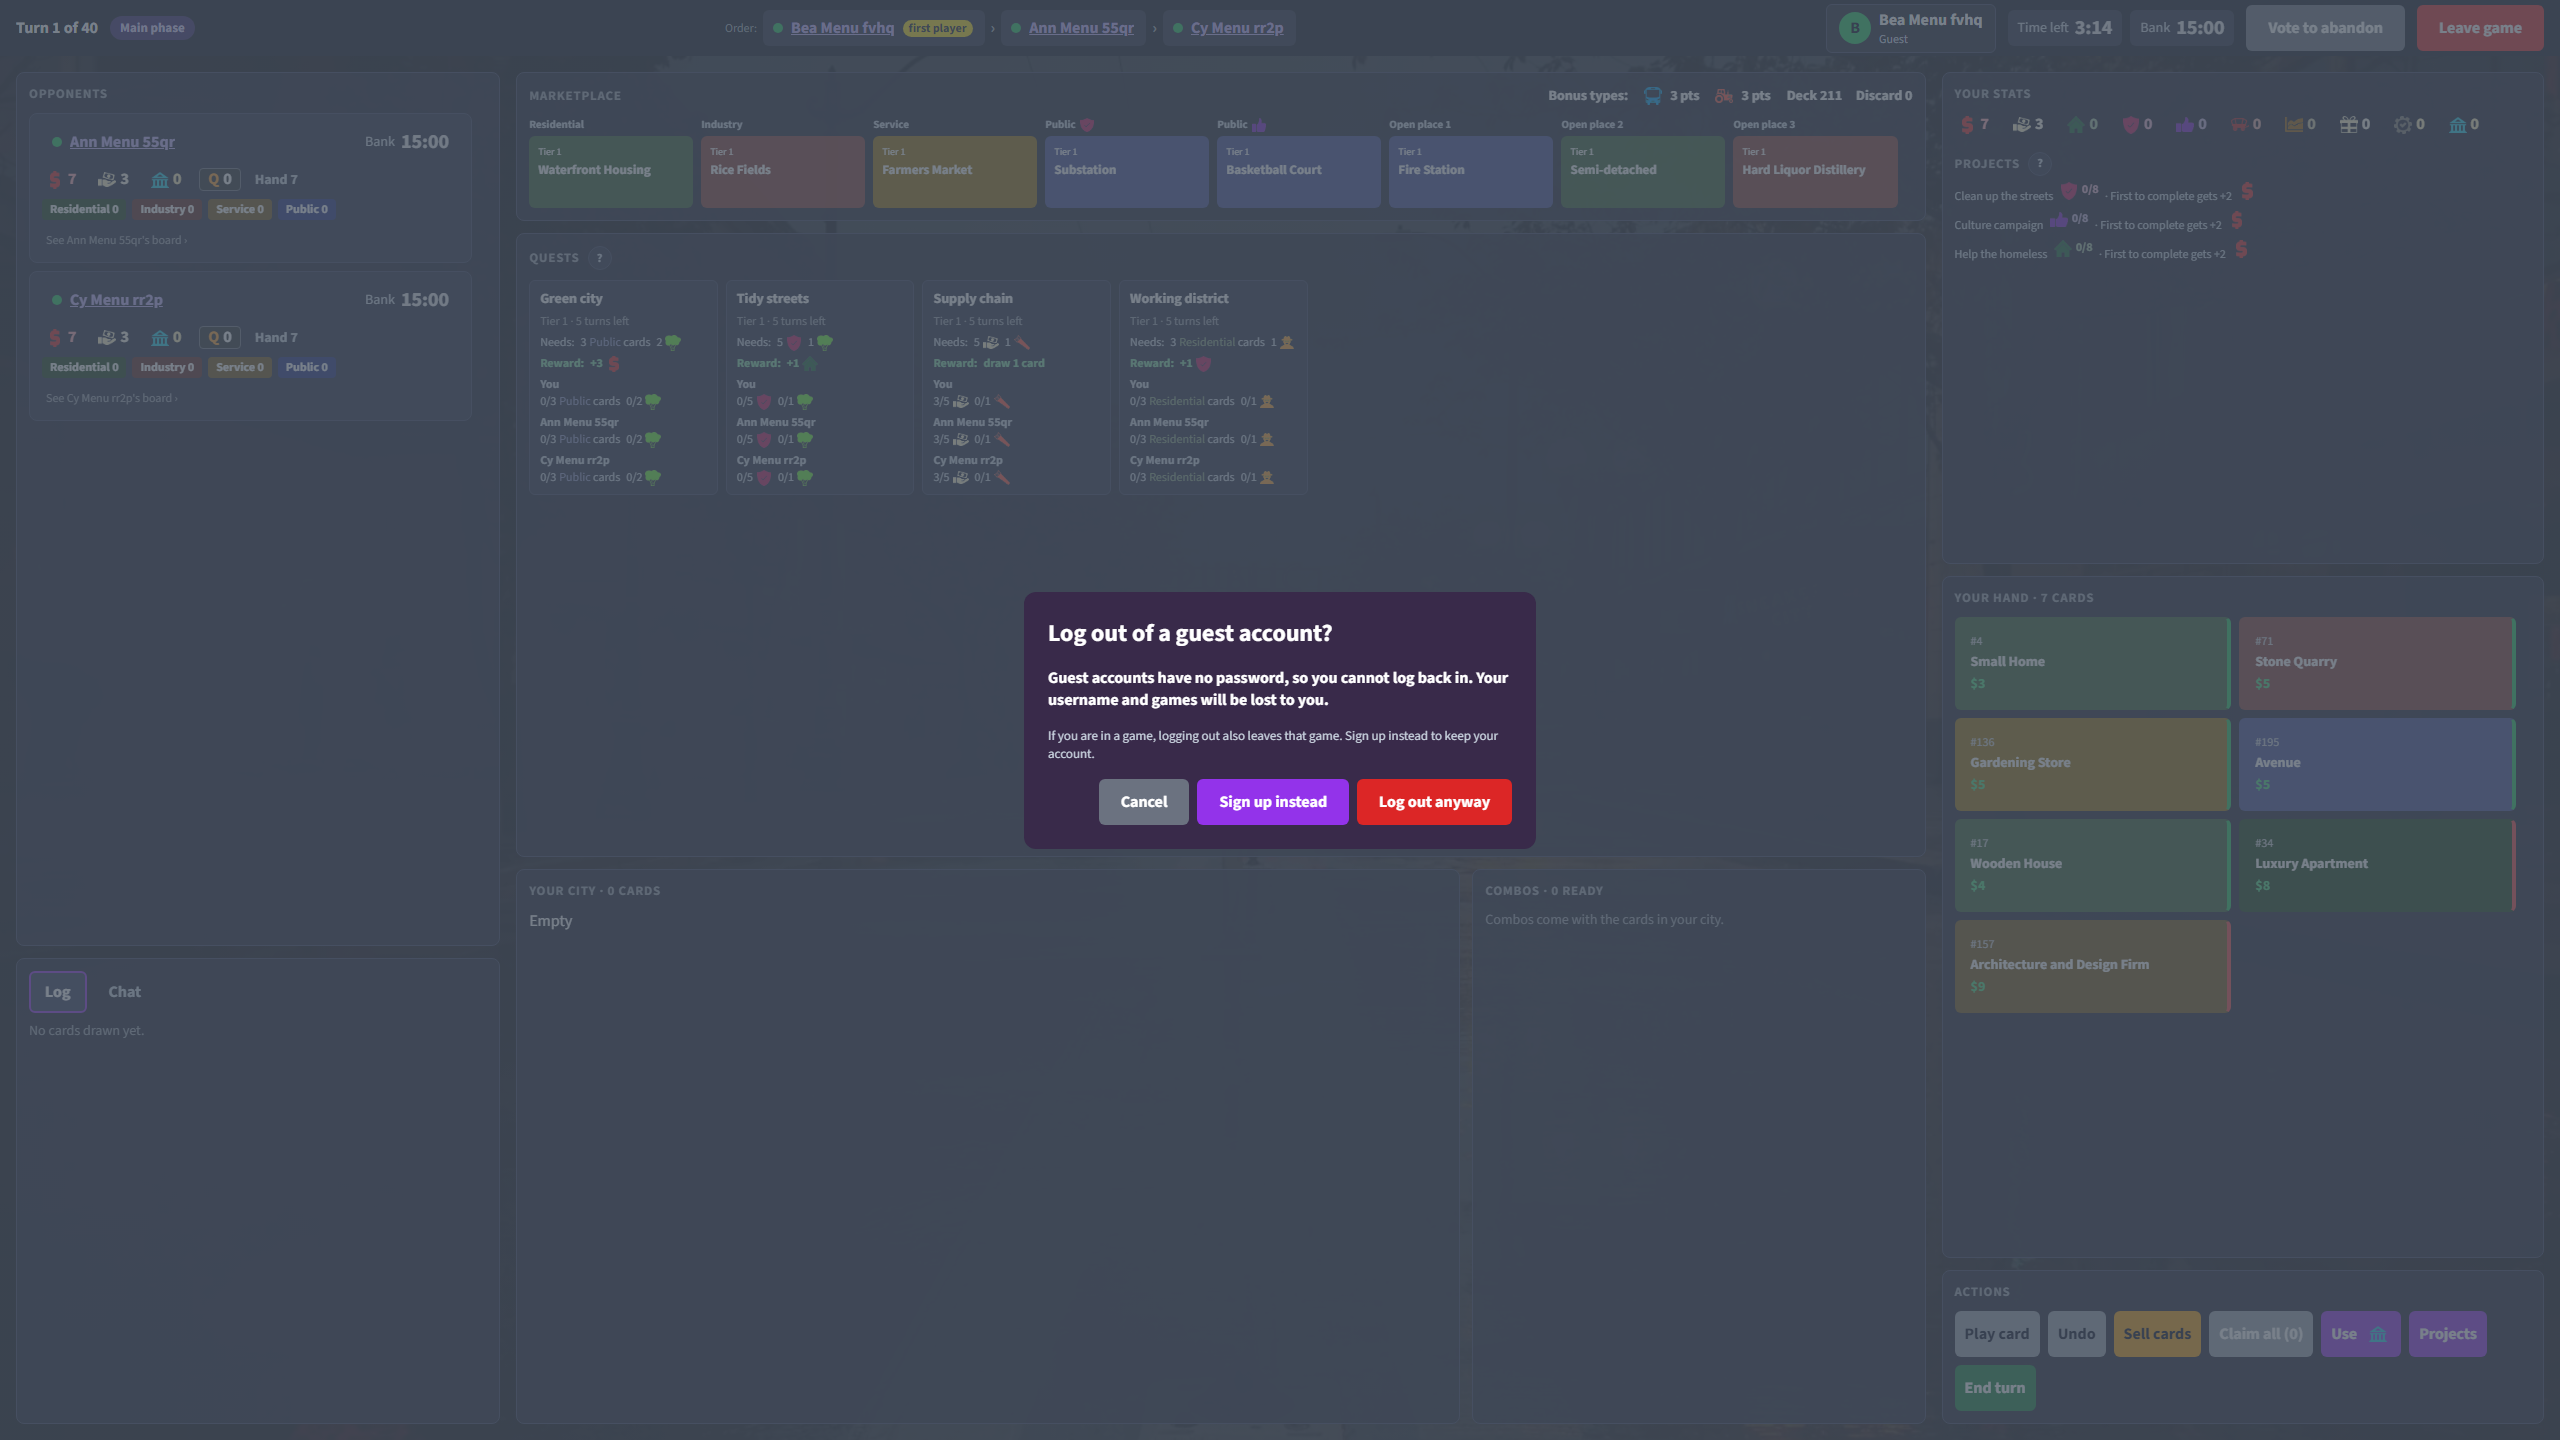 Turn 1 of 40 Main phase
Order: Bea Menu fvhq first player › Ann Menu 55qr › Cy Menu rr2p
B Bea Menu fvhq
Guest
Time left 3:14 Bank 15:00 Vote to abandon Leave game
OPPONENTS
Ann Menu 55qr Bank 15:00
$ 7 3 0 Q 0 Hand 7
Residential 0 Industry 0 Service 0 Public 0
See Ann Menu 55qr's board ›
Cy Menu rr2p Bank 15:00
$ 7 3 0 Q 0 Hand 7
Residential 0 Industry 0 Service 0 Public 0
See Cy Menu rr2p's board ›
Log Chat
No cards drawn yet.
MARKETPLACE
Bonus types: 3 pts 3 pts Deck 211 Discard 0
Residential
Tier 1
Waterfront Housing
Industry
Tier 1
Rice Fields
Service
Tier 1
Farmers Market
Public
Tier 1
Substation
Public
Tier 1
Basketball Court
Open place 1
Tier 1
Fire Station
Open place 2
Tier 1
Semi-detached
Open place 3
Tier 1
Hard Liquor Distillery
QUESTS ?
Green city
Tier 1 · 5 turns left
Needs: 3 Public cards 2
Reward: +3 $
You
0/3 Public cards 0/2
Ann Menu 55qr
0/3 Public cards 0/2
Cy Menu rr2p
0/3 Public cards 0/2
Tidy streets
Tier 1 · 5 turns left
Needs: 5 1
Reward: +1
You
0/5 0/1
Ann Menu 55qr
0/5 0/1
Cy Menu rr2p
0/5 0/1
Supply chain
Tier 1 · 5 turns left
Needs: 5 1
Reward: draw 1 card
You
3/5 0/1
Ann Menu 55qr
3/5 0/1
Cy Menu rr2p
3/5 0/1
Working district
Tier 1 · 5 turns left
Needs: 3 Residential cards 1
Reward: +1
You
0/3 Residential cards 0/1
Ann Menu 55qr
0/3 Residential cards 0/1
Cy Menu rr2p
0/3 Residential cards 0/1
Log out of a guest account?
Guest accounts have no password, so you cannot log back in. Your
username and games will be lost to you.
If you are in a game, logging out also leaves that game. Sign up instead to keep your
account.
Cancel Sign up instead Log out anyway
YOUR CITY · 0 CARDS
Empty
COMBOS · 0 READY
Combos come with the cards in your city.
YOUR STATS
$ 7 3 0 0 0 0 0 0 0 0
PROJECTS ?
Clean up the streets 0/8 · First to complete gets +2 $
Culture campaign 0/8 · First to complete gets +2 $
Help the homeless 0/8 · First to complete gets +2 $
YOUR HAND · 7 CARDS
#4
Small Home
$3
#71
Stone Quarry
$5
#136
Gardening Store
$5
#195
Avenue
$5
#17
Wooden House
$4
#34
Luxury Apartment
$8
#157
Architecture and Design Firm
$9
ACTIONS
Play card Undo Sell cards Claim all (0) Use Projects
End turn